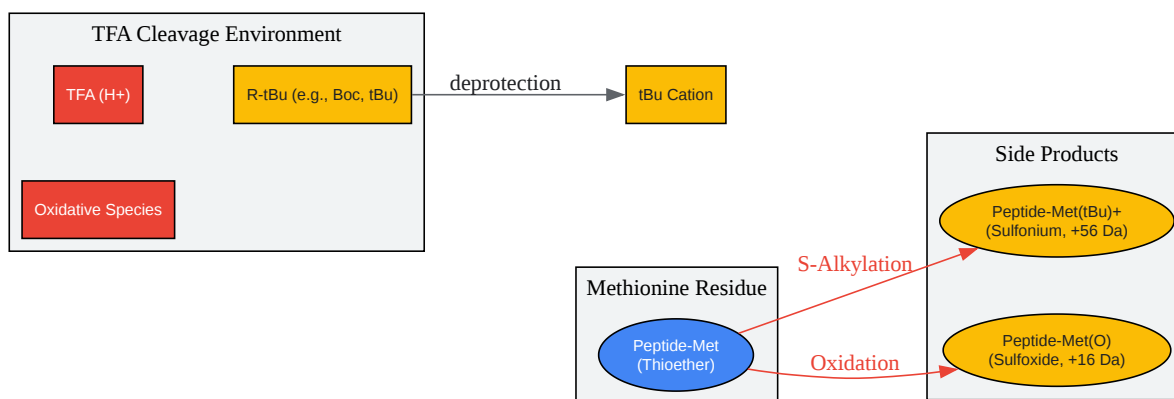 TFA Cleavage Environment
TFA (H+)
R-tBu (e.g., Boc, tBu)
deprotection
tBu Cation
Oxidative Species
Side Products
Peptide-Met(tBu)+
(Sulfonium, +56 Da)
S-Alkylation
Methionine Residue
Peptide-Met
(Thioether)
Oxidation
Peptide-Met(O)
(Sulfoxide, +16 Da)